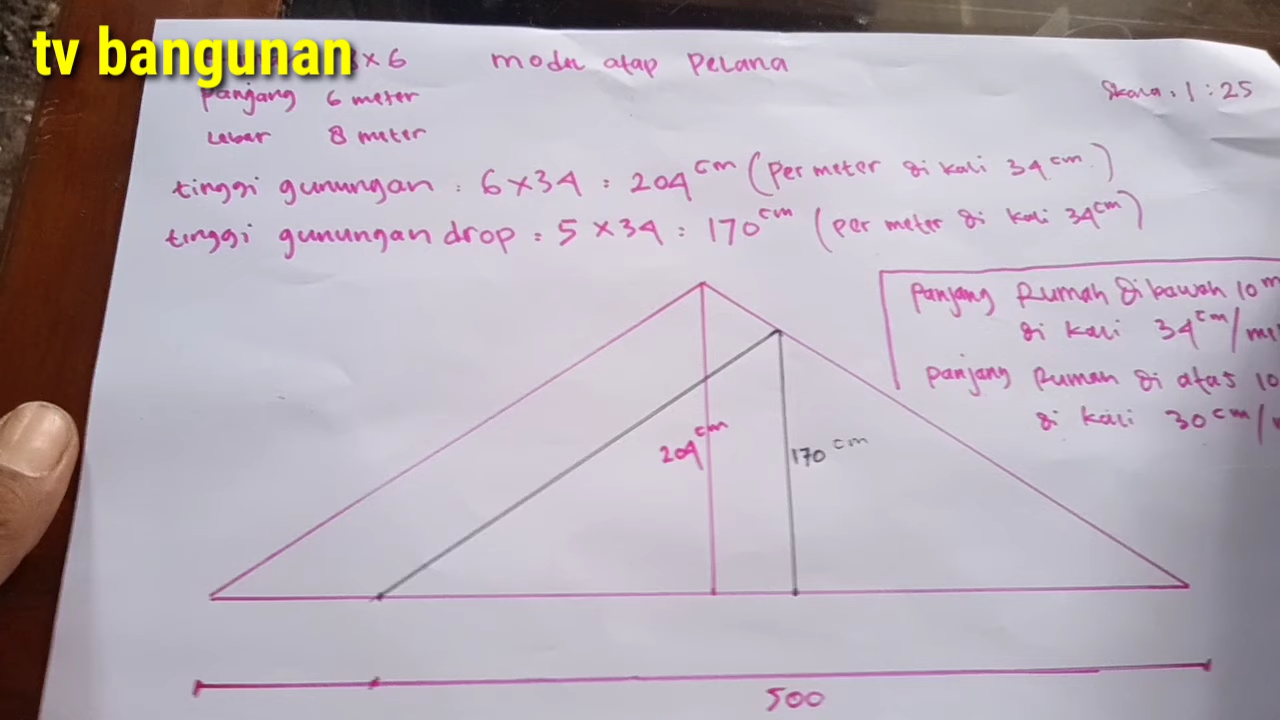 tv bangunan
8x6 model atap pelana
Skala : 1 : 25
panjang 6 meter
Lebar 8 meter
tinggi gunungan : 6 x 34 = 204 cm (per meter di kali 34 cm)
tinggi gunungan drop = 5 x 34 = 170 cm (per meter di kali 34 cm)
panjang Rumah di bawah 10 m
di kali 34 cm/
panjang Rumah di atas 10
di kali 30 cm/
204 cm
170 cm
500